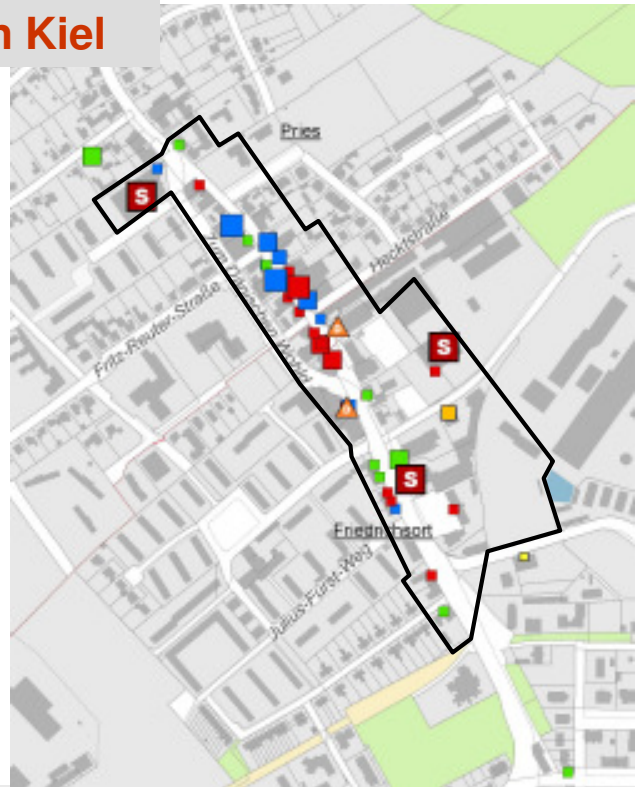 n Kiel
Pries
Heckstraße
Fritz-Reuter-Straße
S
S
S
Friedrichsort
Julius-Fürst-Weg